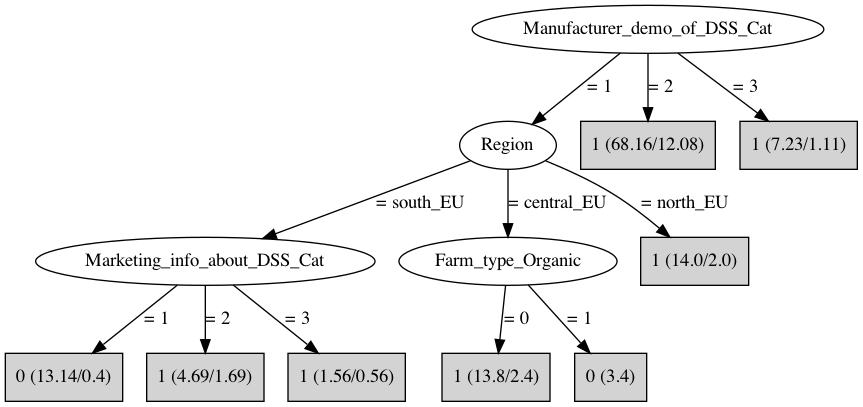 Manufacturer_demo_of_DSS_Cat
= 1
= 2
= 3
Region
1 (68.16/12.08)
1 (7.23/1.11)
= south_EU
= central_EU
= north_EU
Marketing_info_about_DSS_Cat
Farm_type_Organic
1 (14.0/2.0)
= 1
= 2
= 3
= 0
= 1
0 (13.14/0.4)
1 (4.69/1.69)
1 (1.56/0.56)
1 (13.8/2.4)
0 (3.4)